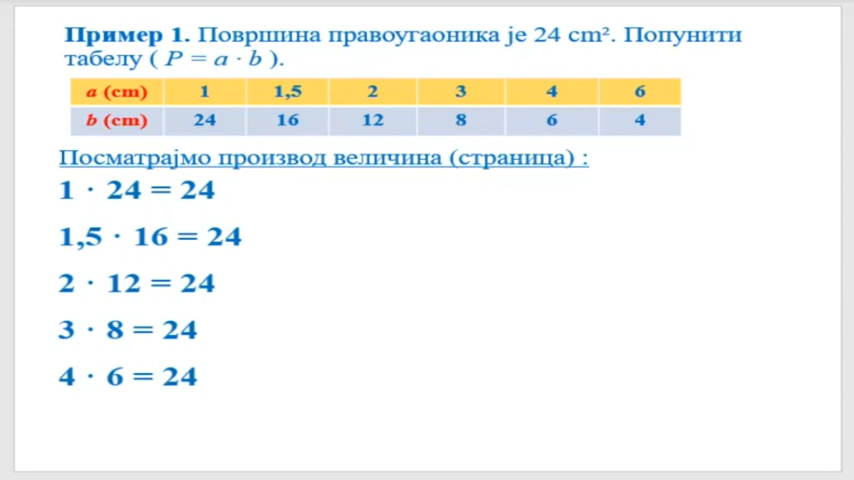 Пример 1. Површина правоугаоника је 24 cm². Попунити
табелу ( P = a · b ).
a (cm) 1 1,5 2 3 4 6
b (cm) 24 16 12 8 6 4
Посматрајмо производ величина (страница) :
1 · 24 = 24
1,5 · 16 = 24
2 · 12 = 24
3 · 8 = 24
4 · 6 = 24